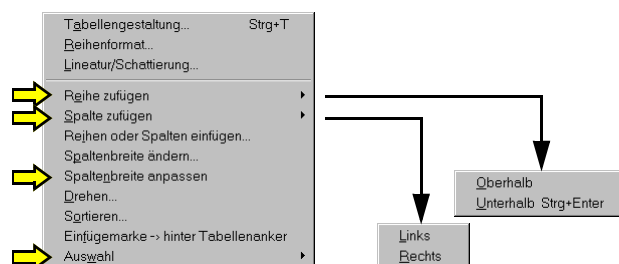 Tabellengestaltung... Strg+T
Reihenformat...
Lineatur/Schattierung...
Reihe zufügen
Spalte zufügen
Reihen oder Spalten einfügen...
Spaltenbreite ändern...
Spaltenbreite anpassen
Drehen...
Sortieren...
Einfügemarke -> hinter Tabellenanker
Auswahl
Oberhalb
Unterhalb Strg+Enter
Links
Rechts